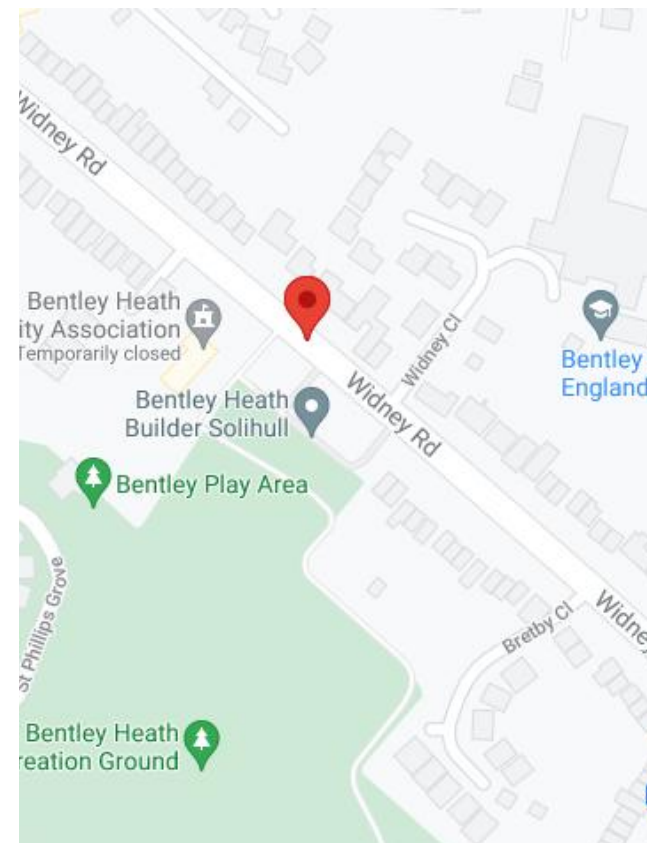 Widney Rd
Bentley Heath
ity Association
Temporarily closed
Widney Cl
Bentley
England
Widney Rd
Bentley Heath
Builder Solihull
Bentley Play Area
St Phillips Grove
Bretby Cl
Widney
Bentley Heath
reation Ground